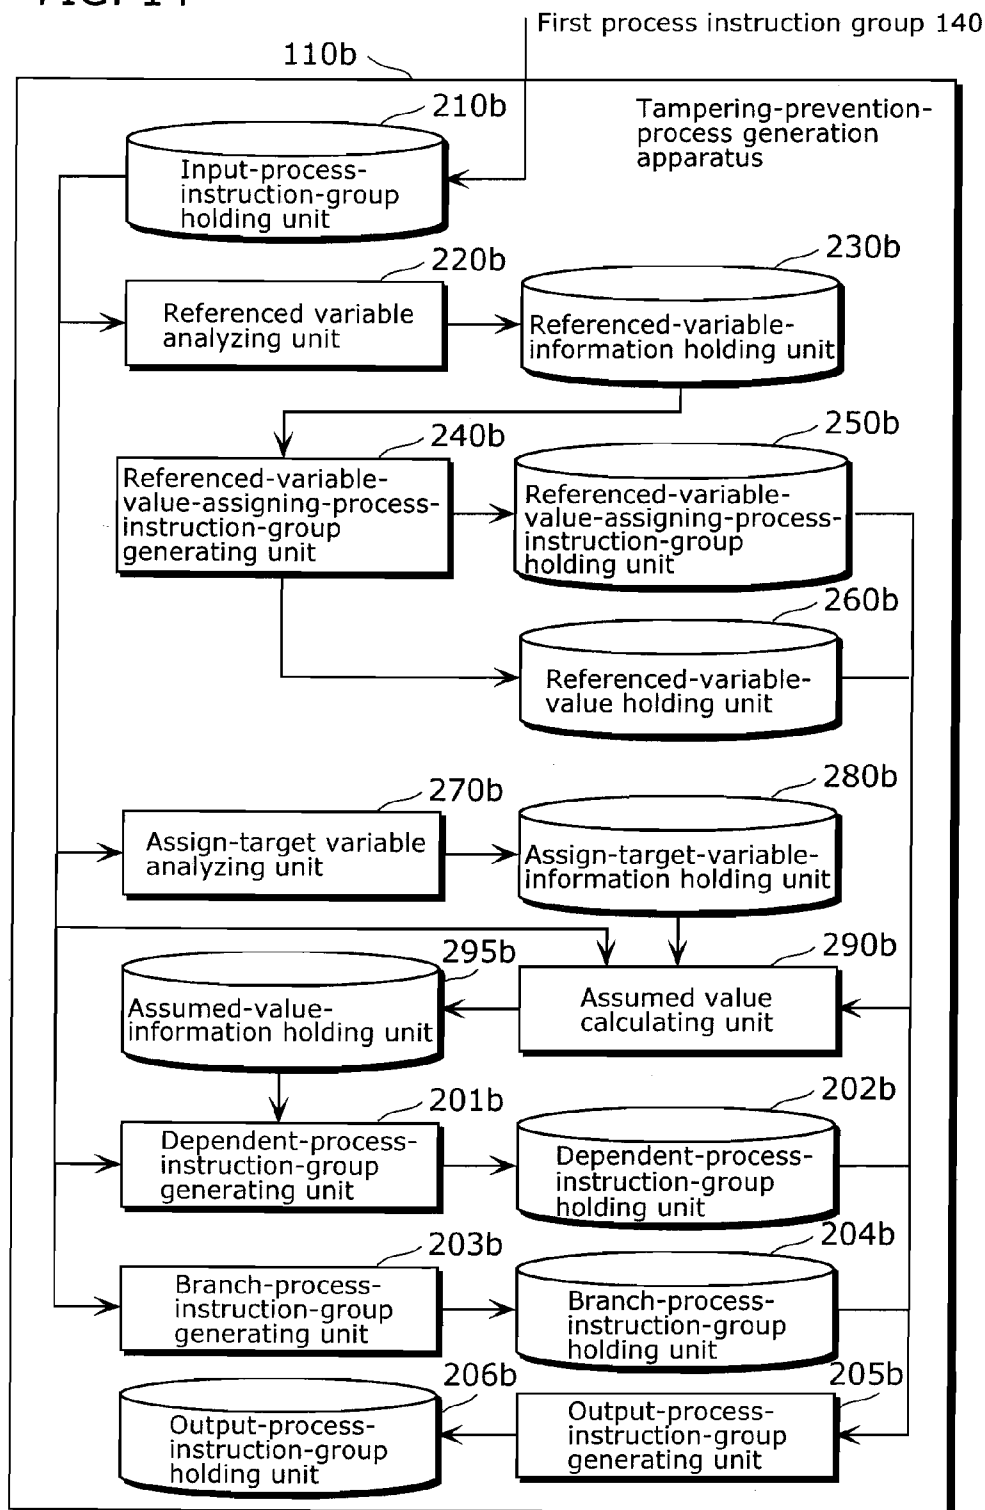 First process instruction group 140
110b
Tampering-prevention-
process generation
apparatus
210b
Input-process-
instruction-group
holding unit
220b
Referenced variable
analyzing unit
230b
Referenced-variable-
information holding unit
240b
Referenced-variable-
value-assigning-process-
instruction-group
generating unit
250b
Referenced-variable-
value-assigning-process-
instruction-group
holding unit
260b
Referenced-variable-
value holding unit
270b
Assign-target variable
analyzing unit
280b
Assign-target-variable-
information holding unit
295b
Assumed-value-
information holding unit
290b
Assumed value
calculating unit
201b
Dependent-process-
instruction-group
generating unit
202b
Dependent-process-
instruction-group
holding unit
203b
Branch-process-
instruction-group
generating unit
204b
Branch-process-
instruction-group
holding unit
206b
Output-process-
instruction-group
holding unit
205b
Output-process-
instruction-group
generating unit